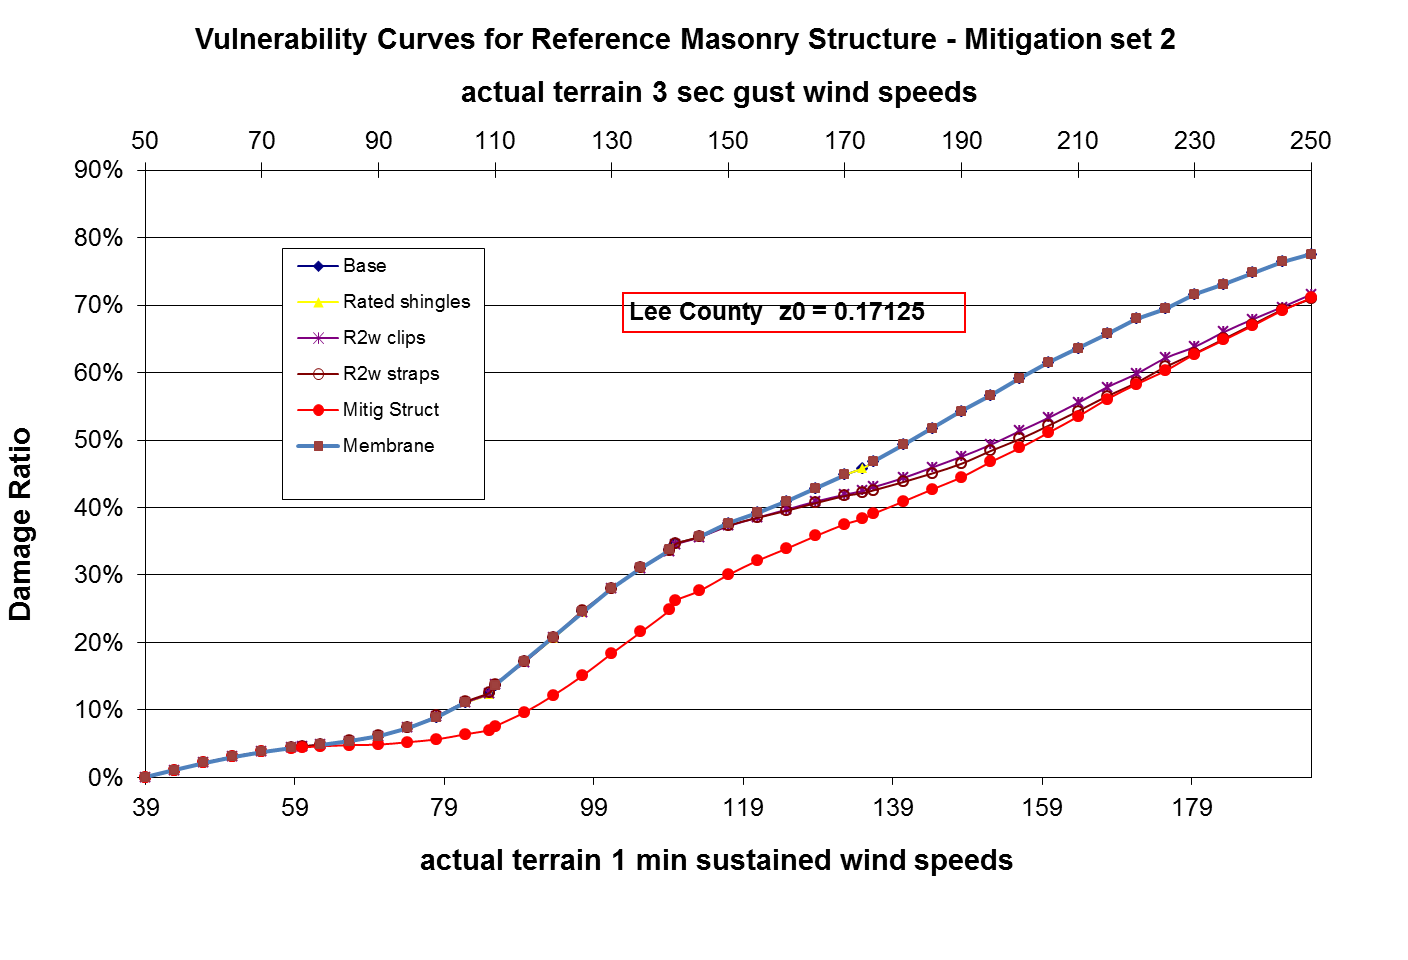 Vulnerability Curves for Reference Masonry Structure - Mitigation set 2
actual terrain 3 sec gust wind speeds
50 70 90 110 130 150 170 190 210 230 250
90%
80%
70%
60%
50%
40%
30%
20%
10%
0%
Damage Ratio
Base
Rated shingles
R2w clips
R2w straps
Mitig Struct
Membrane
Lee County  z0 = 0.17125
39 59 79 99 119 139 159 179
actual terrain 1 min sustained wind speeds